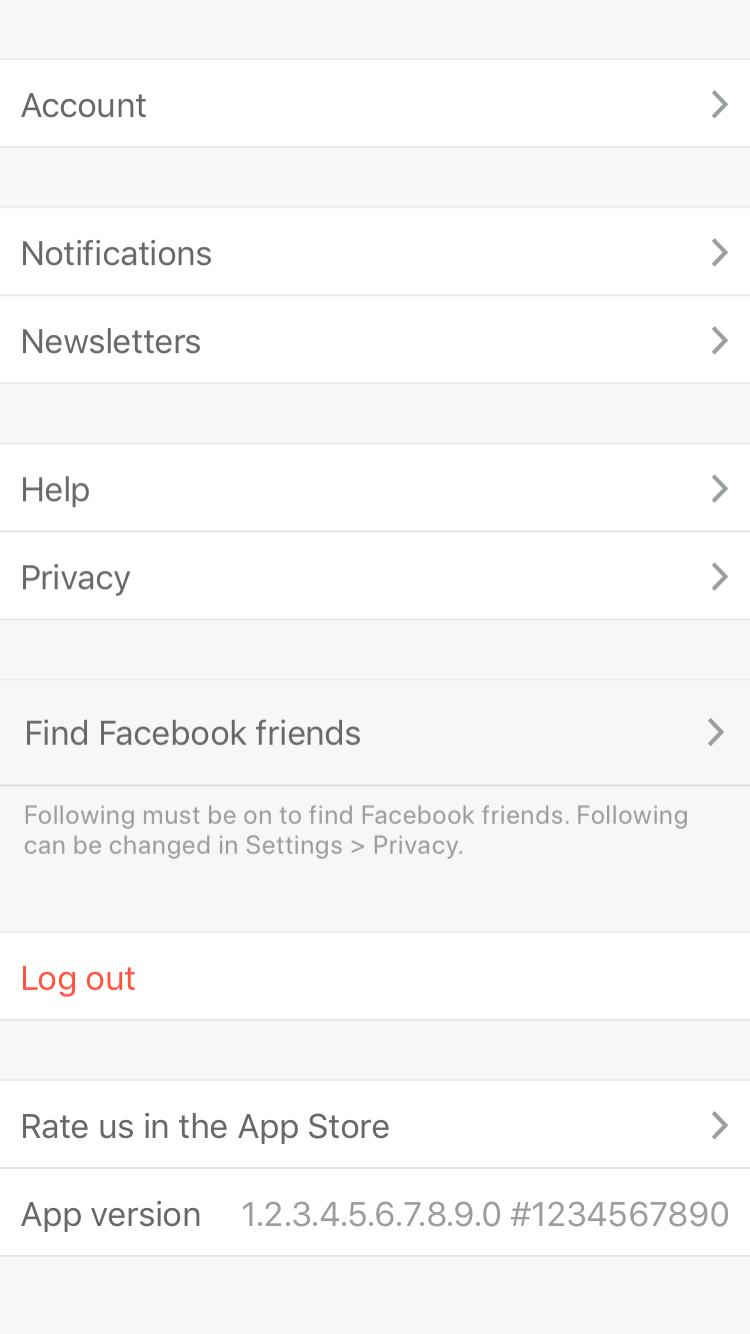 Account
Notifications
Newsletters
Help
Privacy
Find Facebook friends
Following must be on to find Facebook friends. Following
can be changed in Settings > Privacy.
Log out
Rate us in the App Store
App version 1.2.3.4.5.6.7.8.9.0 #1234567890